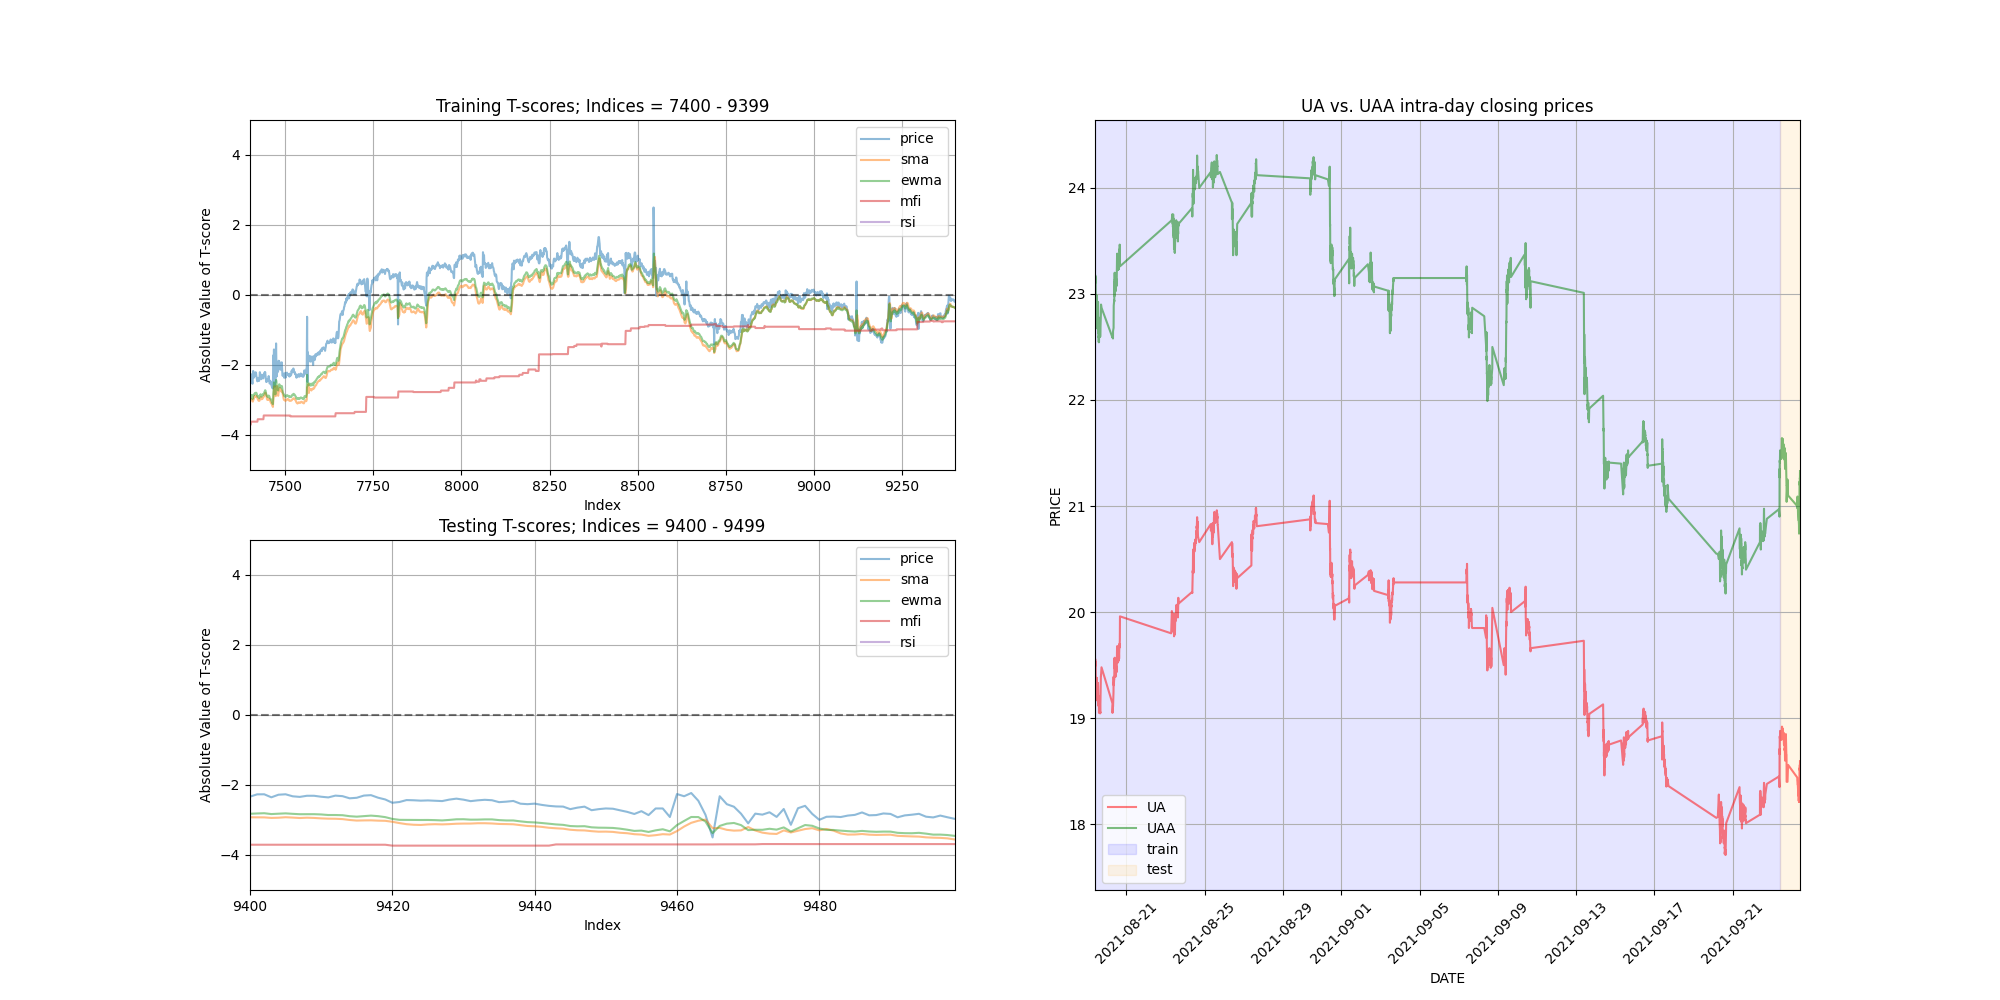 Training T-scores; Indices = 7400 - 9399
Absolute Value of T-score
4
2
0
−2
−4
price
sma
ewma
mfi
rsi
7500 7750 8000 8250 8500 8750 9000 9250
Index
Testing T-scores; Indices = 9400 - 9499
Absolute Value of T-score
4
2
0
−2
−4
price
sma
ewma
mfi
rsi
9400 9420 9440 9460 9480
Index
UA vs. UAA intra-day closing prices
PRICE
24
23
22
21
20
19
18
UA
UAA
train
test
2021-08-21 2021-08-25 2021-08-29 2021-09-01 2021-09-05 2021-09-09 2021-09-13 2021-09-17 2021-09-21
DATE